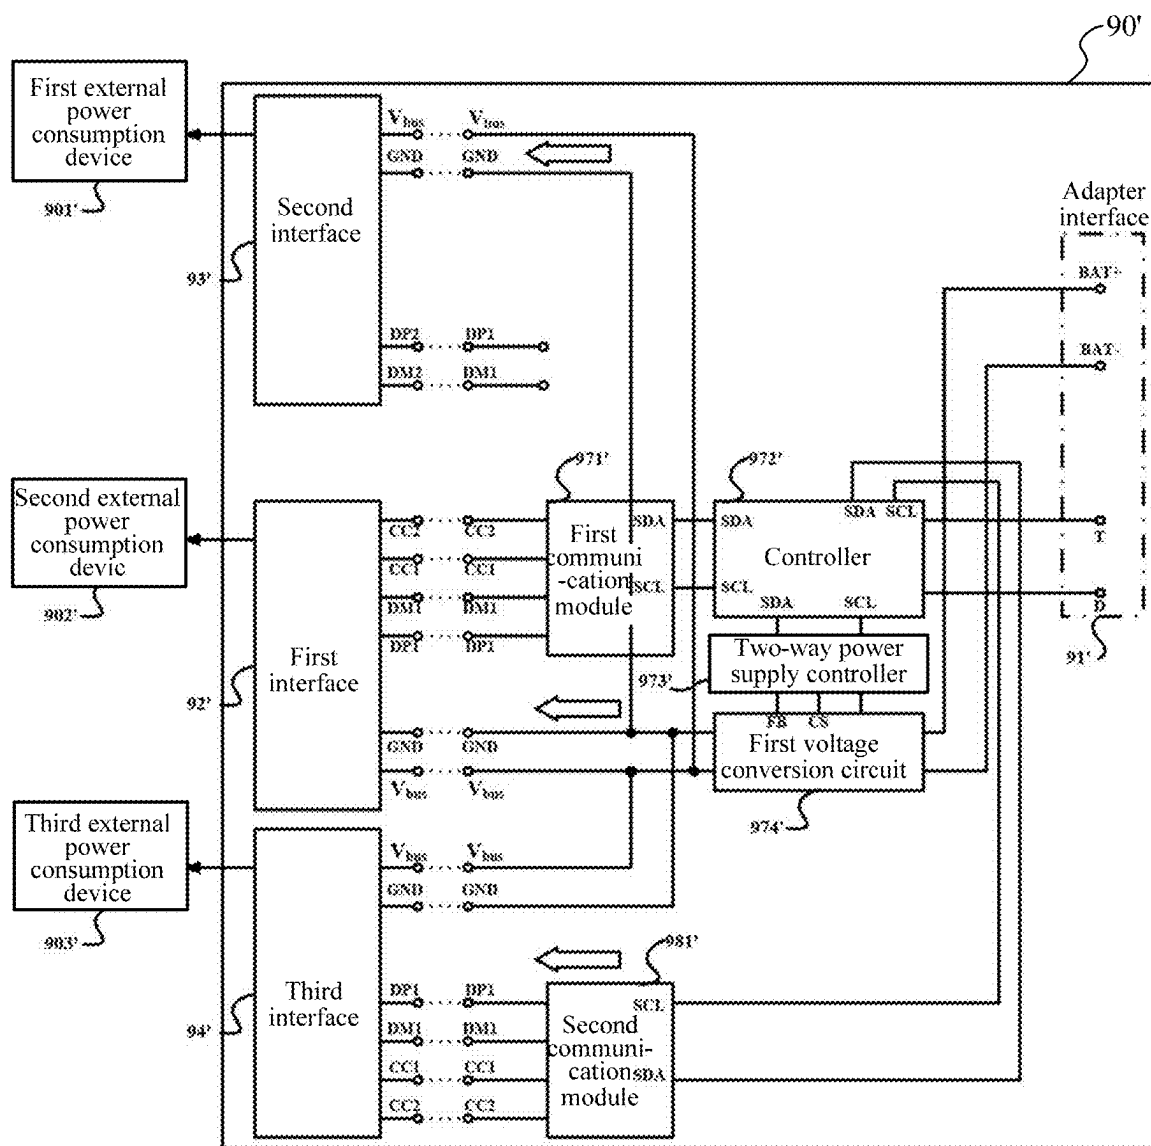 90'
First external
power
consumption
device
901'
Second
interface
93'
Vbus
Vbus
GND
GND
DP2
DP1
DM2
DM1
Adapter
interface
BAT+
BAT-
T
D
91'
Second external
power
consumption
devic
902'
First
interface
92'
CC2
CC2
CC1
CC1
DM1
DM1
DP1
DP1
GND
GND
Vbus
Vbus
971'
First
communi
-cation
module
SDA
SCL
972'
Controller
SDA
SCL
SDA
SCL
SDA
SCL
Two-way power
supply controller
973'
FB
CS
First voltage
conversion circuit
974'
Third external
power
consumption
device
903'
Third
interface
94'
Vbus
Vbus
GND
GND
DP1
DP1
DM1
DM1
CC1
CC1
CC2
CC2
981'
SCL
Second
communi-
cation
module
SDA